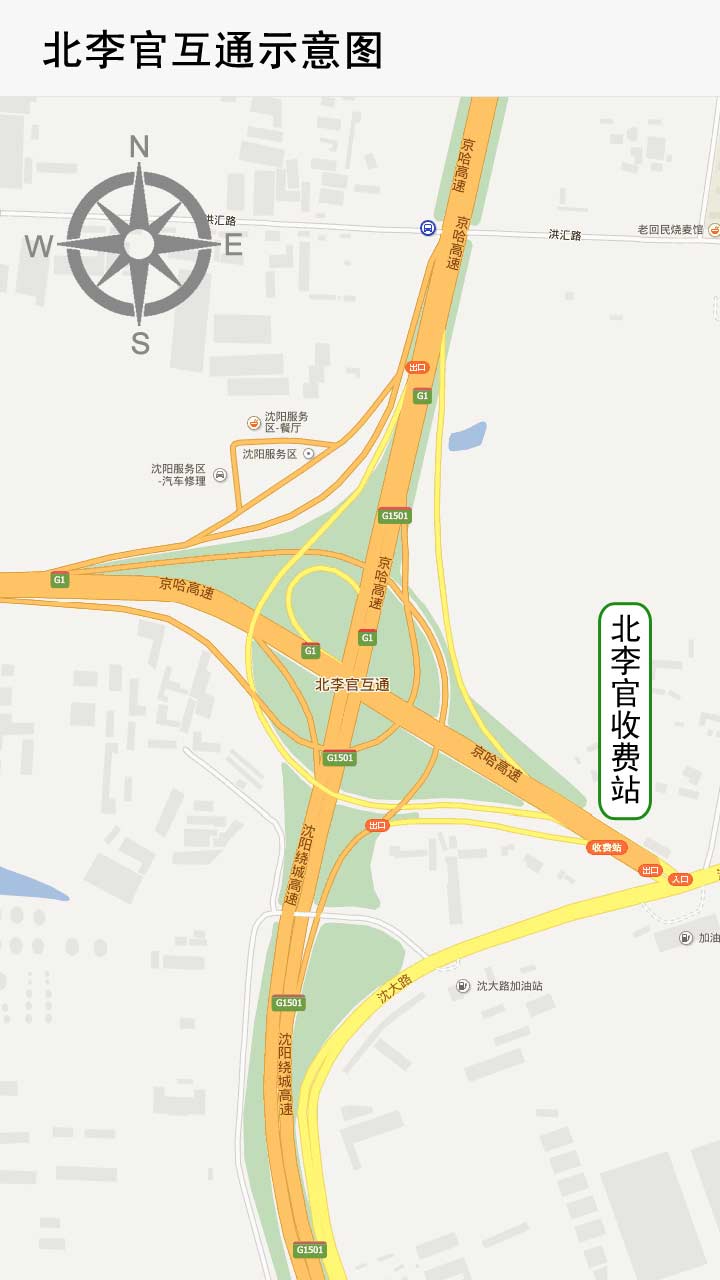 北李官互通示意图
京哈高速
N
洪汇路
京哈高速
洪汇路
老回民烧麦馆
W
E
S
出口
G1
沈阳服务
区-餐厅
沈阳服务区
沈阳服务区
-汽车修理
G1501
京哈高速
G1
京哈高速
G1
G1
北李官收费站
北李官互通
京哈高速
G1501
出口
沈阳绕城高速
收费站
出口
入口
加油
沈大路
沈大路加油站
G1501
沈阳绕城高速
G1501